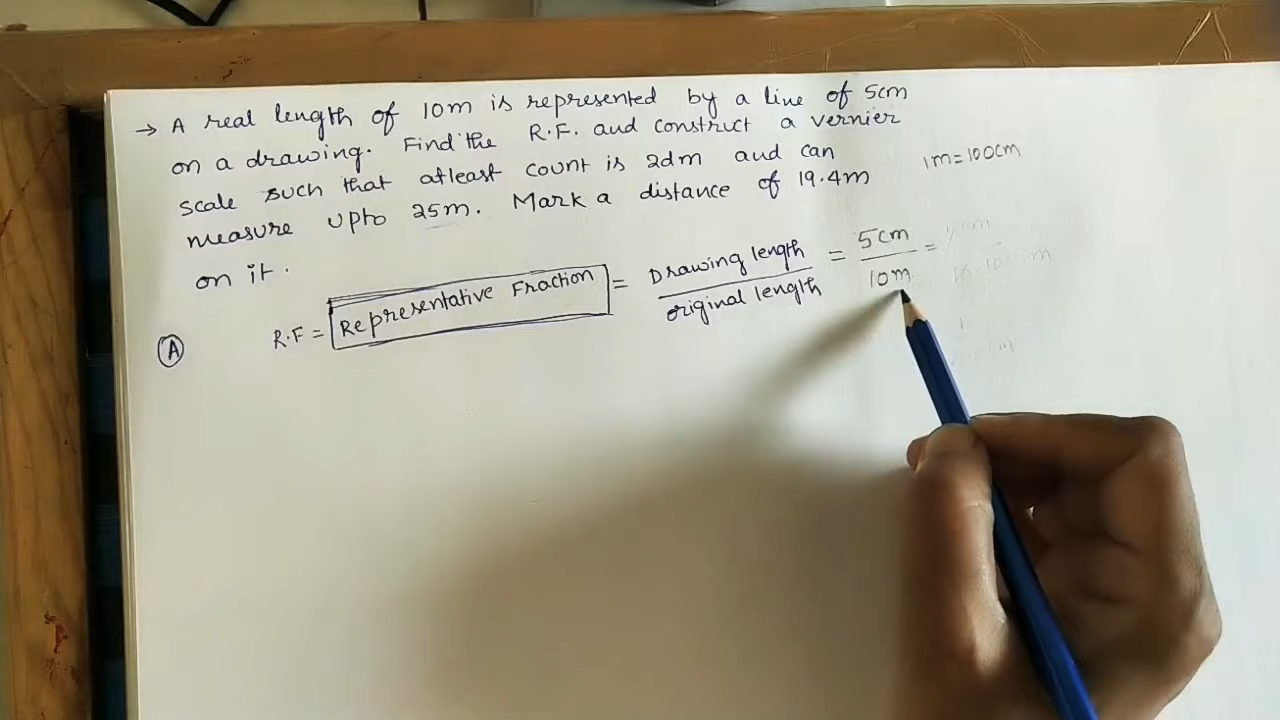 → A real length of 10m is represented by a line of 5cm
on a drawing. Find the R.F. and construct a vernier
scale such that atleast count is 2dm and can
measure upto 25m. Mark a distance of 19.4m
on it.
1m=100cm
(A) R.F = Representative Fraction = Drawing length / original length = 5cm / 10m =